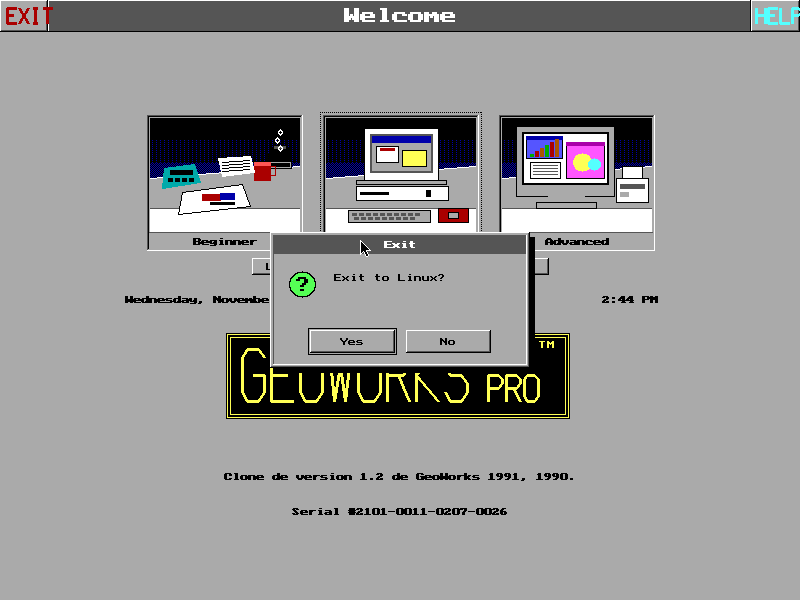 EXIT Welcome HELP
Beginner Advanced
Exit
Exit to Linux?
Yes No
Wednesday, 2:44 PM
TM
GEOWORKS PRO
Clone de version 1.2 de GeoWorks 1991, 1990.
Serial #2101-0011-0207-0026